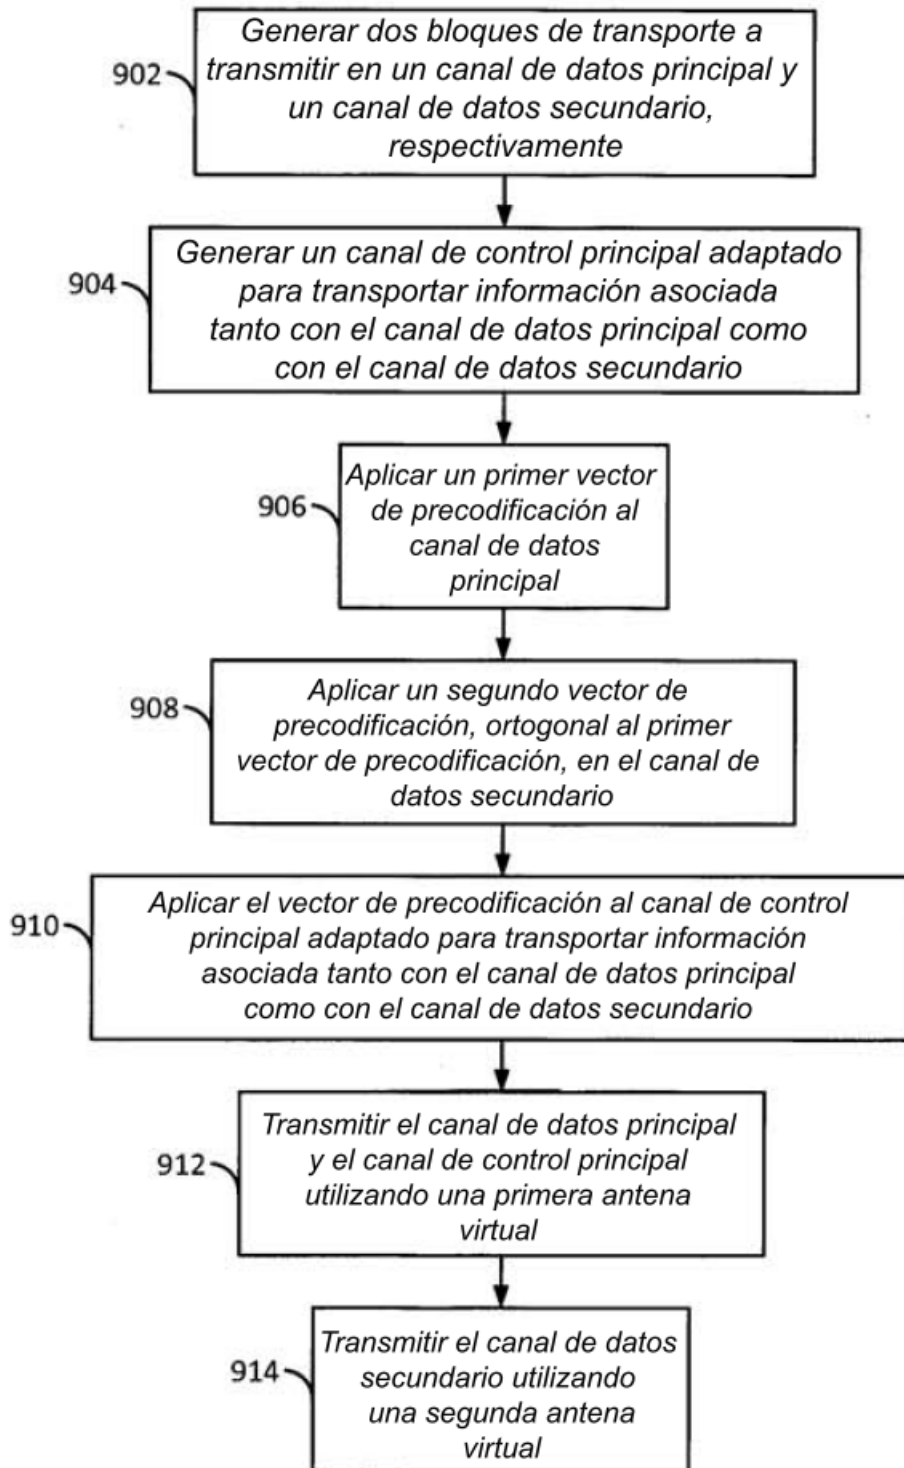 Generar dos bloques de transporte a
902
transmitir en un canal de datos principal y
un canal de datos secundario,
respectivamente
Generar un canal de control principal adaptado
904
para transportar información asociada
tanto con el canal de datos principal como
con el canal de datos secundario
Aplicar un primer vector
906
de precodificación al
canal de datos
principal
Aplicar un segundo vector de
908
precodificación, ortogonal al primer
vector de precodificación, en el canal de
datos secundario
Aplicar el vector de precodificación al canal de control
910
principal adaptado para transportar información
asociada tanto con el canal de datos principal
como con el canal de datos secundario
Transmitir el canal de datos principal
912
y el canal de control principal
utilizando una primera antena
virtual
Transmitir el canal de datos
914
secundario utilizando
una segunda antena
virtual